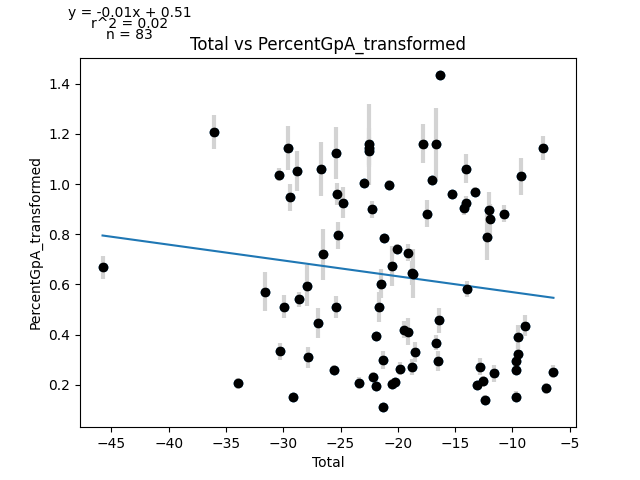 y = -0.01x + 0.51
r^2 = 0.02
n = 83
Total vs PercentGpA_transformed
PercentGpA_transformed
1.4
1.2
1.0
0.8
0.6
0.4
0.2
−45
−40
−35
−30
−25
−20
−15
−10
−5
Total